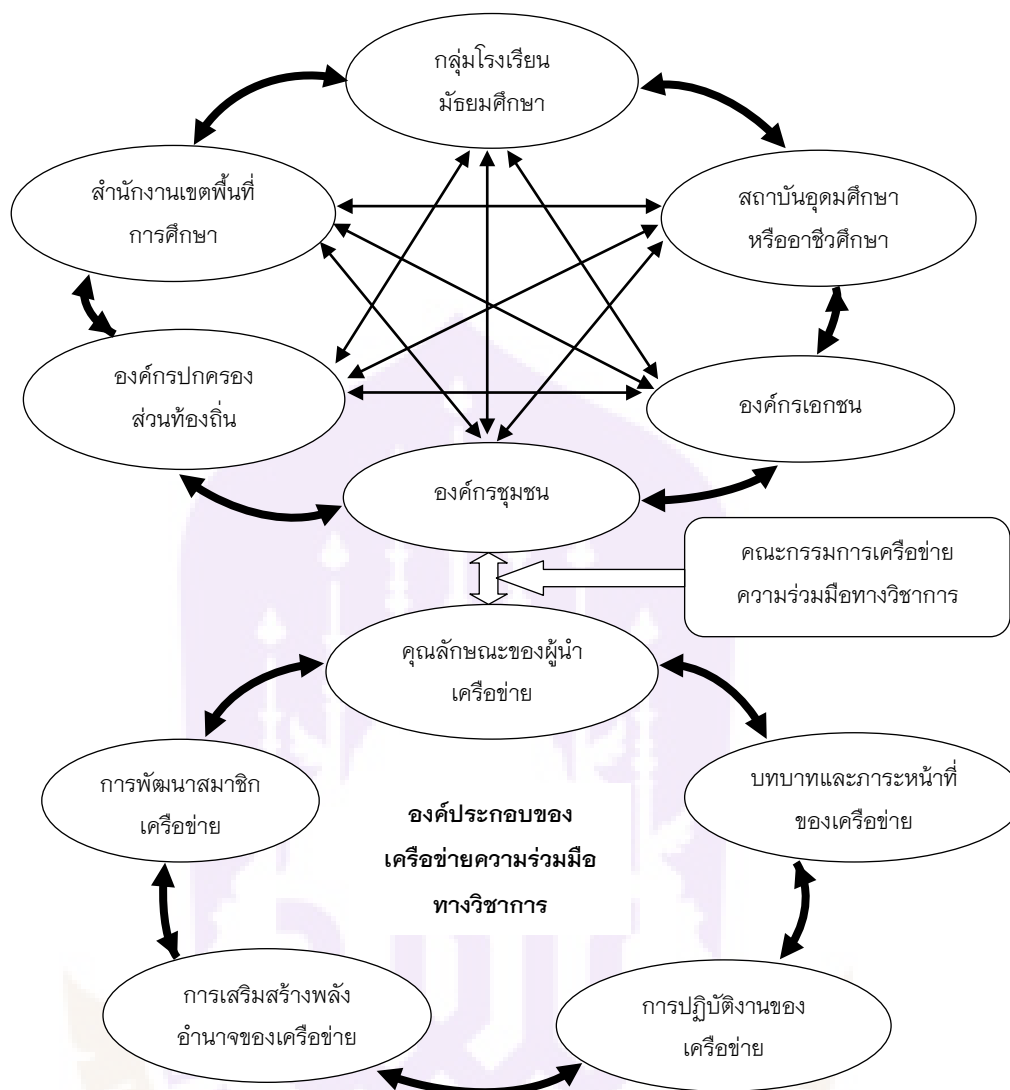 กลุ่มโรงเรียน
มัธยมศึกษา
สำนักงานเขตพื้นที่
การศึกษา
สถาบันอุดมศึกษา
หรืออาชีวศึกษา
องค์กรปกครอง
ส่วนท้องถิ่น
องค์กรเอกชน
องค์กรชุมชน
คณะกรรมการเครือข่าย
ความร่วมมือทางวิชาการ
คุณลักษณะของผู้นำ
เครือข่าย
การพัฒนาสมาชิก
เครือข่าย
บทบาทและภาระหน้าที่
ของเครือข่าย
องค์ประกอบของ
เครือข่ายความร่วมมือ
ทางวิชาการ
การเสริมสร้างพลัง
อำนาจของเครือข่าย
การปฏิบัติงานของ
เครือข่าย